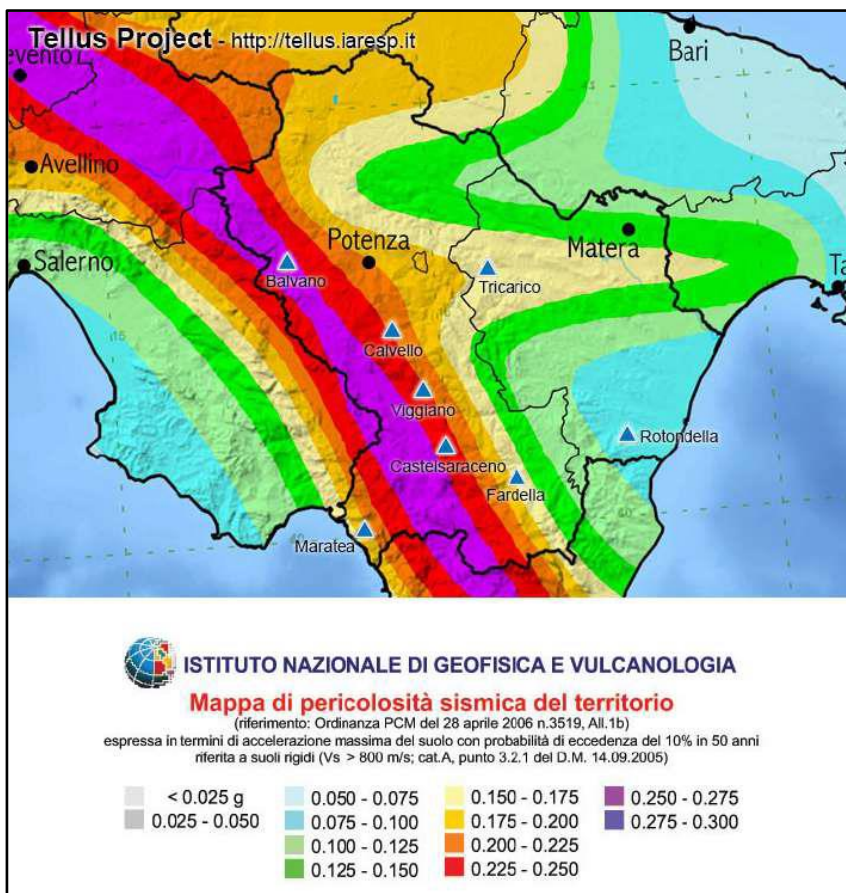 Tellus Project - http://tellus.iaresp.it
Bari
evento
Avellino
Potenza
Matera
Salerno
Balvano
Tricarico
Ta
Calvello
15
Viggiano
Rotondella
Castelsaraceno
Fardella
Maratea
40
ISTITUTO NAZIONALE DI GEOFISICA E VULCANOLOGIA
Mappa di pericolosità sismica del territorio
(riferimento: Ordinanza PCM del 28 aprile 2006 n.3519, All.1b)
espressa in termini di accelerazione massima del suolo con probabilità di eccedenza del 10% in 50 anni
riferita a suoli rigidi (Vs > 800 m/s; cat.A, punto 3.2.1 del D.M. 14.09.2005)
< 0.025 g
0.025 - 0.050
0.050 - 0.075
0.075 - 0.100
0.100 - 0.125
0.125 - 0.150
0.150 - 0.175
0.175 - 0.200
0.200 - 0.225
0.225 - 0.250
0.250 - 0.275
0.275 - 0.300